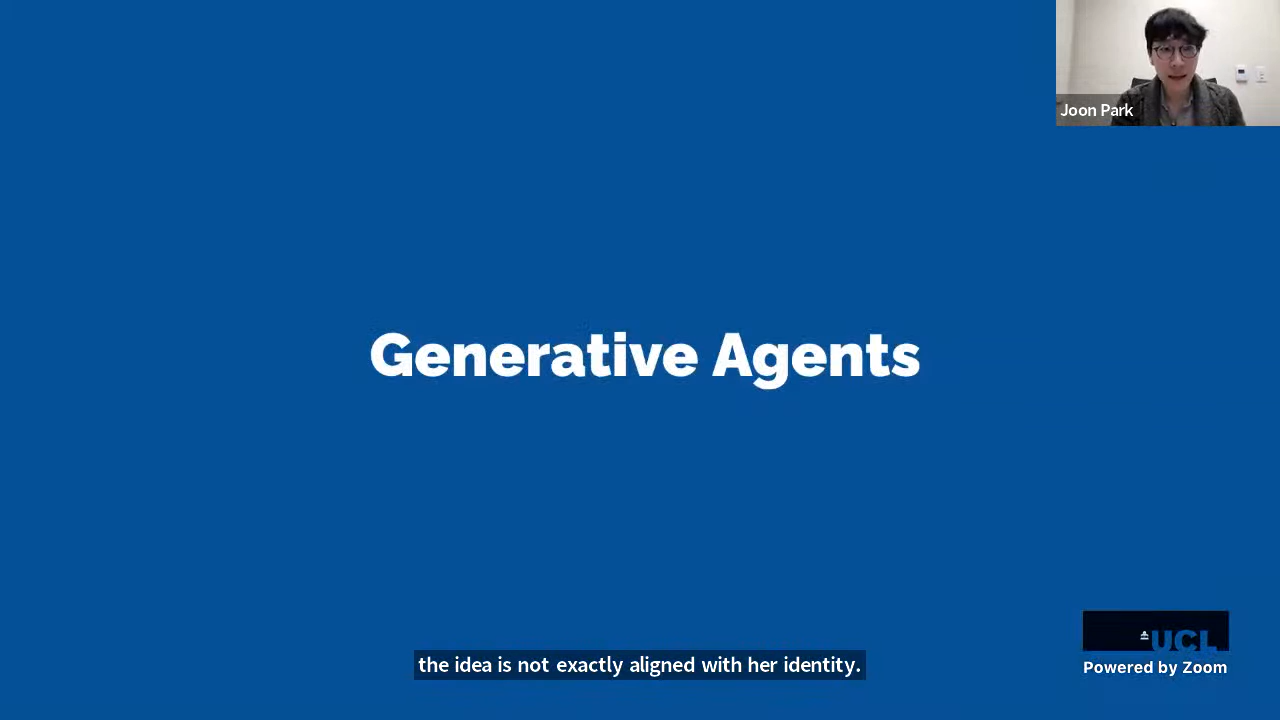 Joon Park
Generative Agents
UCL
the idea is not exactly aligned with her identity.
Powered by Zoom